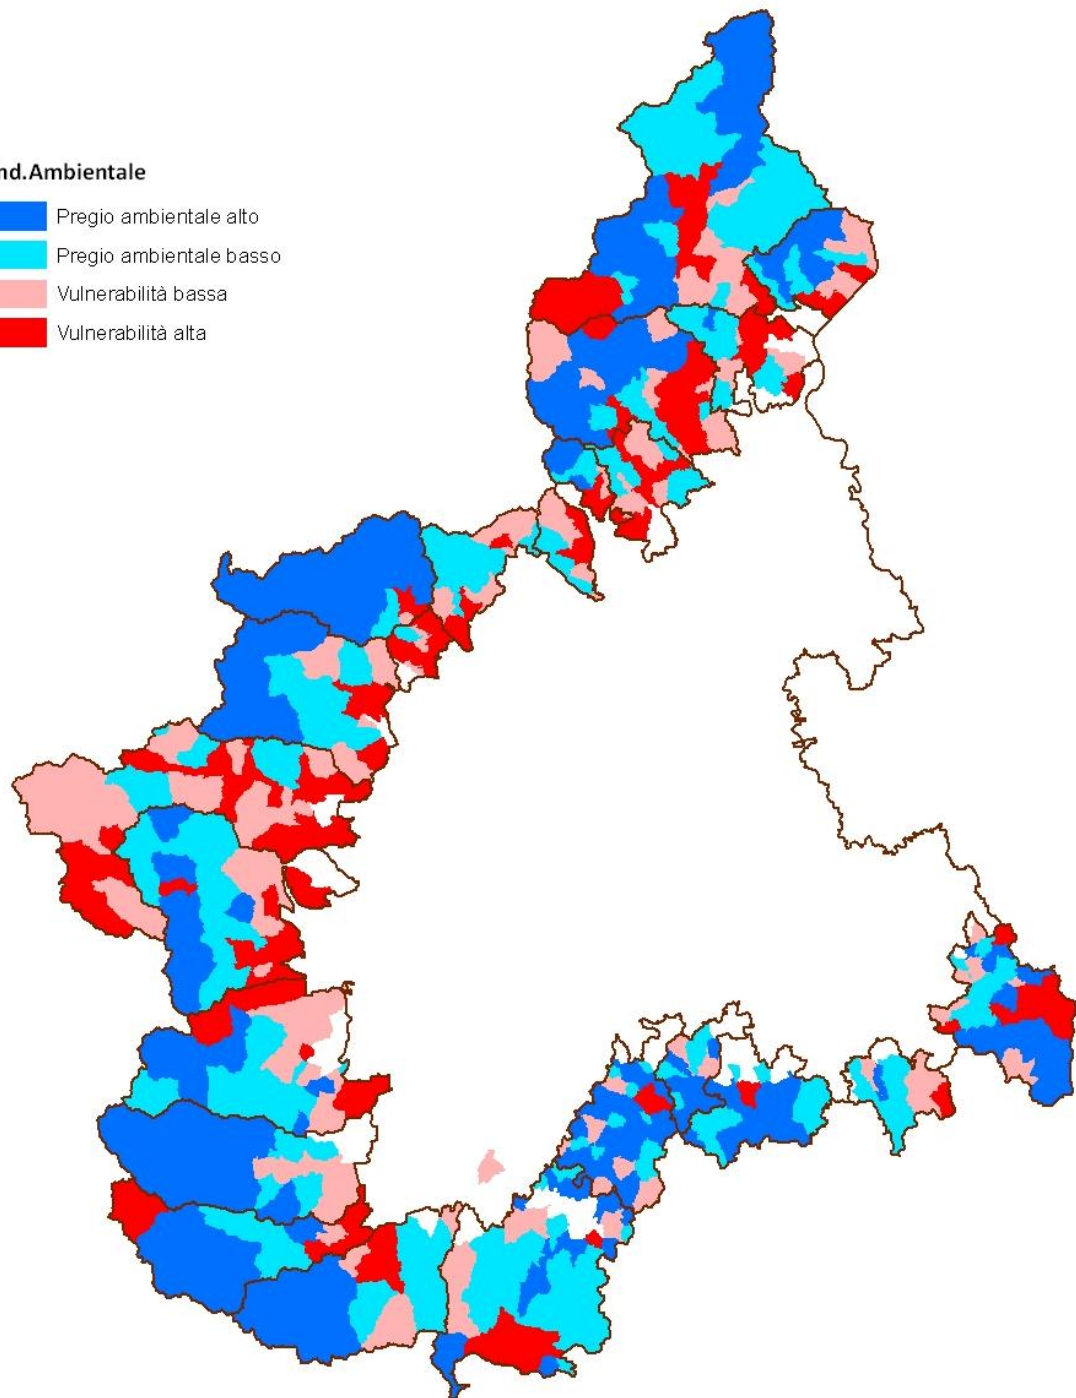 nd.Ambientale
Pregio ambientale alto
Pregio ambientale basso
Vulnerabilità bassa
Vulnerabilità alta